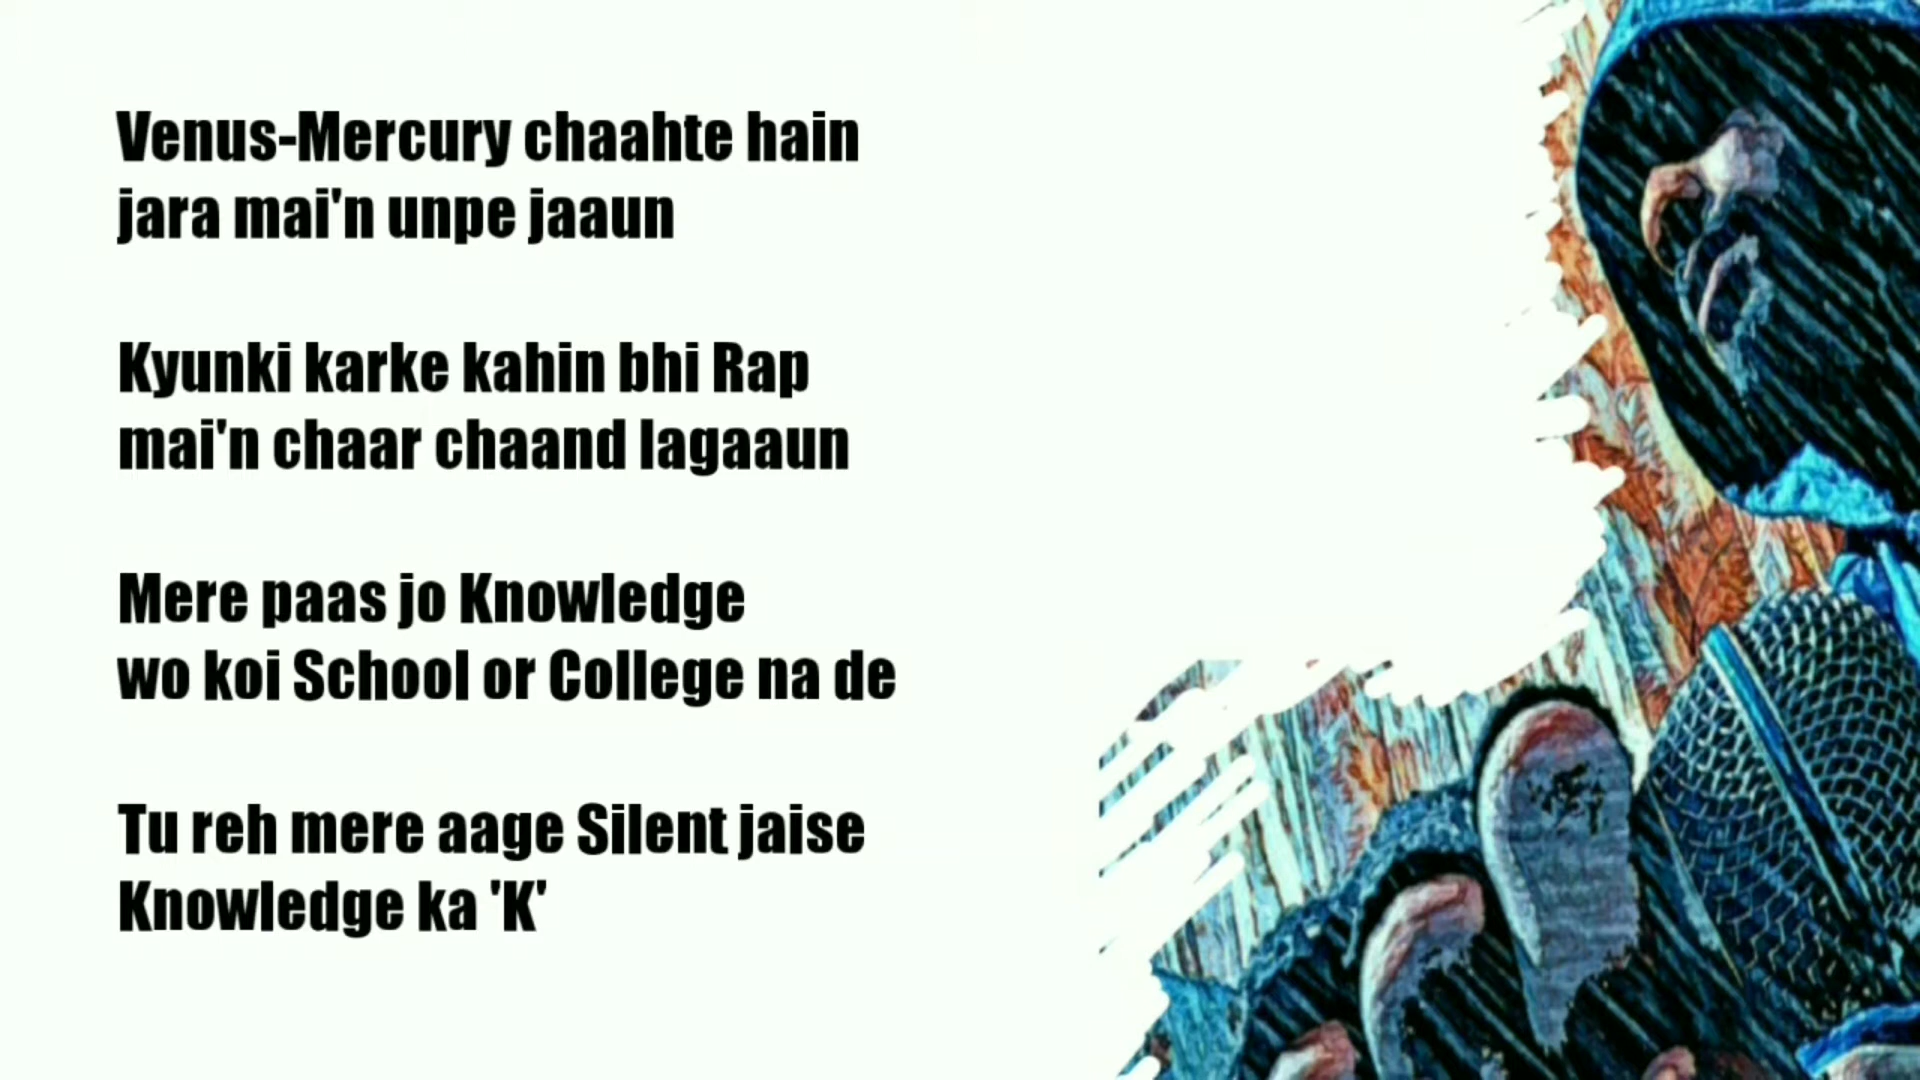 Venus-Mercury chaahte hain
jara mai'n unpe jaaun
Kyunki karke kahin bhi Rap
mai'n chaar chaand lagaaun
Mere paas jo Knowledge
wo koi School or College na de
Tu reh mere aage Silent jaise
Knowledge ka 'K'